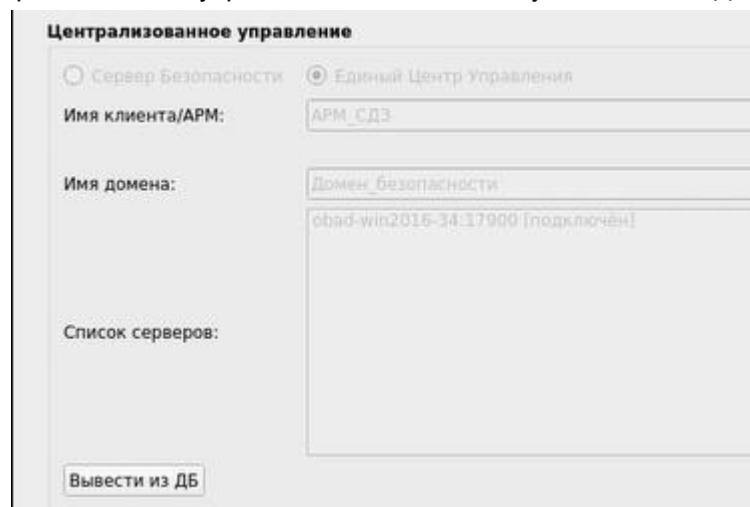 Централизованное управление
Сервер Безопасности Единый Центр Управления
Имя клиента/АРМ: АРМ_СДЗ
Имя домена: Домен_безопасности
obad-win2016-34:17900 [подключён]
Список серверов:
Вывести из ДБ